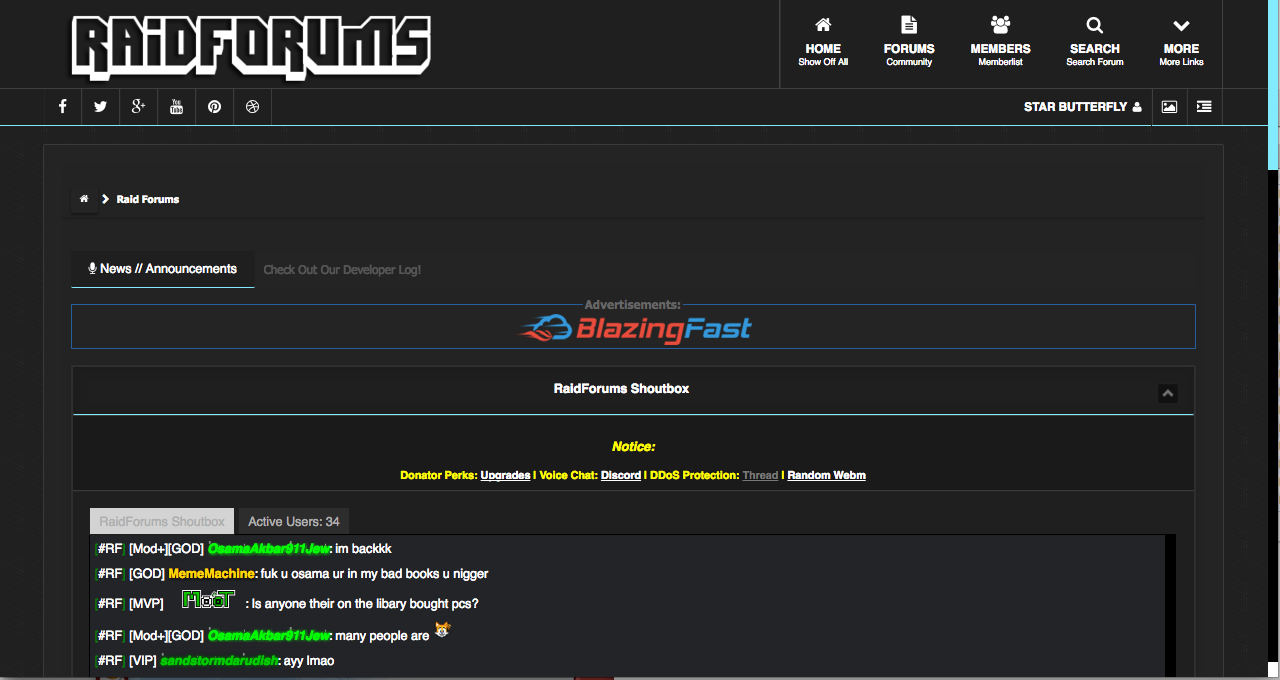 RAIDFORUMS
HOME
Show Off All
FORUMS
Community
MEMBERS
Memberlist
SEARCH
Search Forum
MORE
More Links
You Tube
STAR BUTTERFLY
Raid Forums
News // Announcements
Check Out Our Developer Log!
Advertisements:
BlazingFast
RaidForums Shoutbox
Notice:
Donator Perks: Upgrades | Voice Chat: Discord | DDoS Protection: Thread | Random Webm
RaidForums Shoutbox
Active Users: 34
[#RF] [Mod+][GOD] OsamaAkbar911Jew: im backkk
[#RF] [GOD] MemeMachine: fuk u osama ur in my bad books u nigger
[#RF] [MVP] MooT : Is anyone their on the libary bought pcs?
[#RF] [Mod+][GOD] OsamaAkbar911Jew: many people are
[#RF] [VIP] sandstormdarudish: ayy lmao